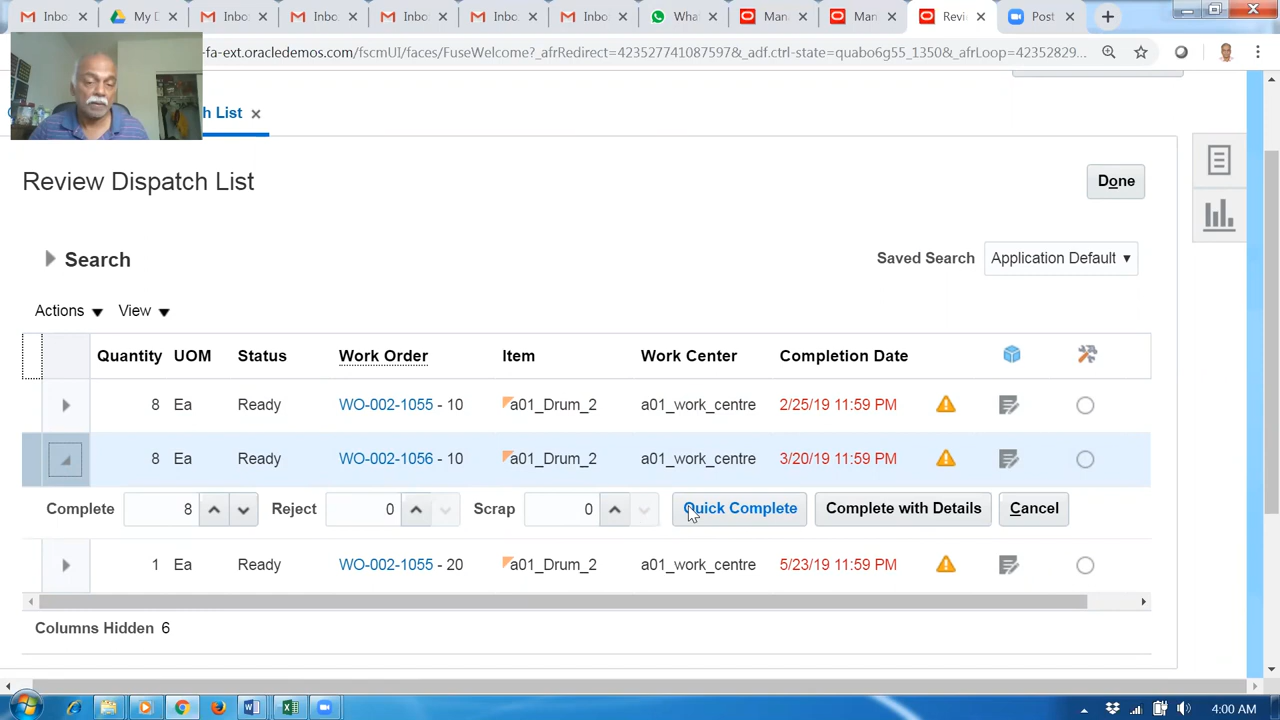 Inbo
My D
Inbo
Inbo
Inbo
Inbo
Inbo
What
Man
Man
Revi
Post
-fa-ext.oracledemos.com/fscmUI/faces/FuseWelcome?_afrRedirect=423527741087597&_adf.ctrl-state=quabo6g55_1350&_afrLoop=42352829...
ch List
Review Dispatch List
Done
Search
Saved Search Application Default
Actions View
Quantity UOM Status Work Order Item Work Center Completion Date
8 Ea Ready WO-002-1055 - 10 a01_Drum_2 a01_work_centre 2/25/19 11:59 PM
8 Ea Ready WO-002-1056 - 10 a01_Drum_2 a01_work_centre 3/20/19 11:59 PM
Complete 8 Reject 0 Scrap 0 Quick Complete Complete with Details Cancel
1 Ea Ready WO-002-1055 - 20 a01_Drum_2 a01_work_centre 5/23/19 11:59 PM
Columns Hidden 6
4:00 AM